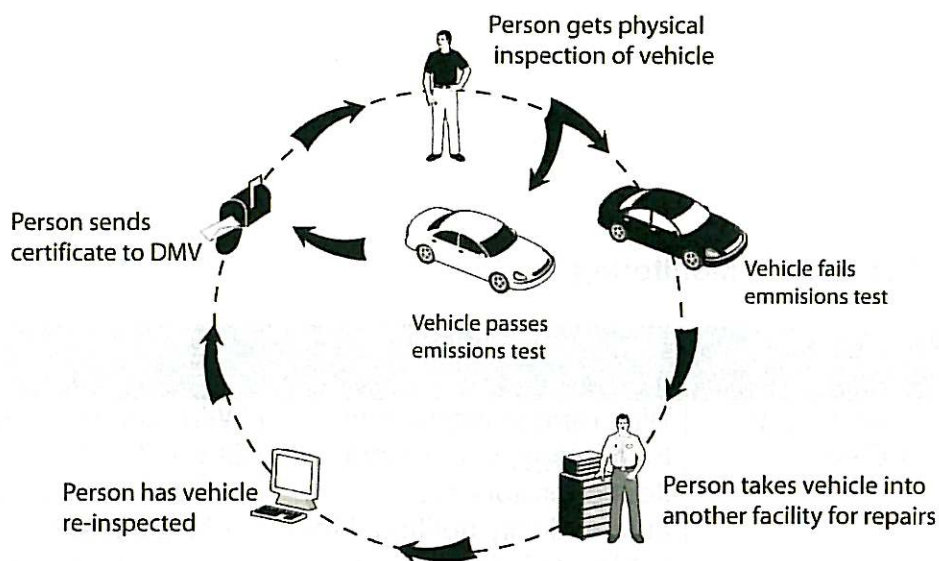 Person gets physical
inspection of vehicle
Person sends
certificate to DMV
Vehicle fails
emmisions test
Vehicle passes
emissions test
Person has vehicle
re-inspected
Person takes vehicle into
another facility for repairs